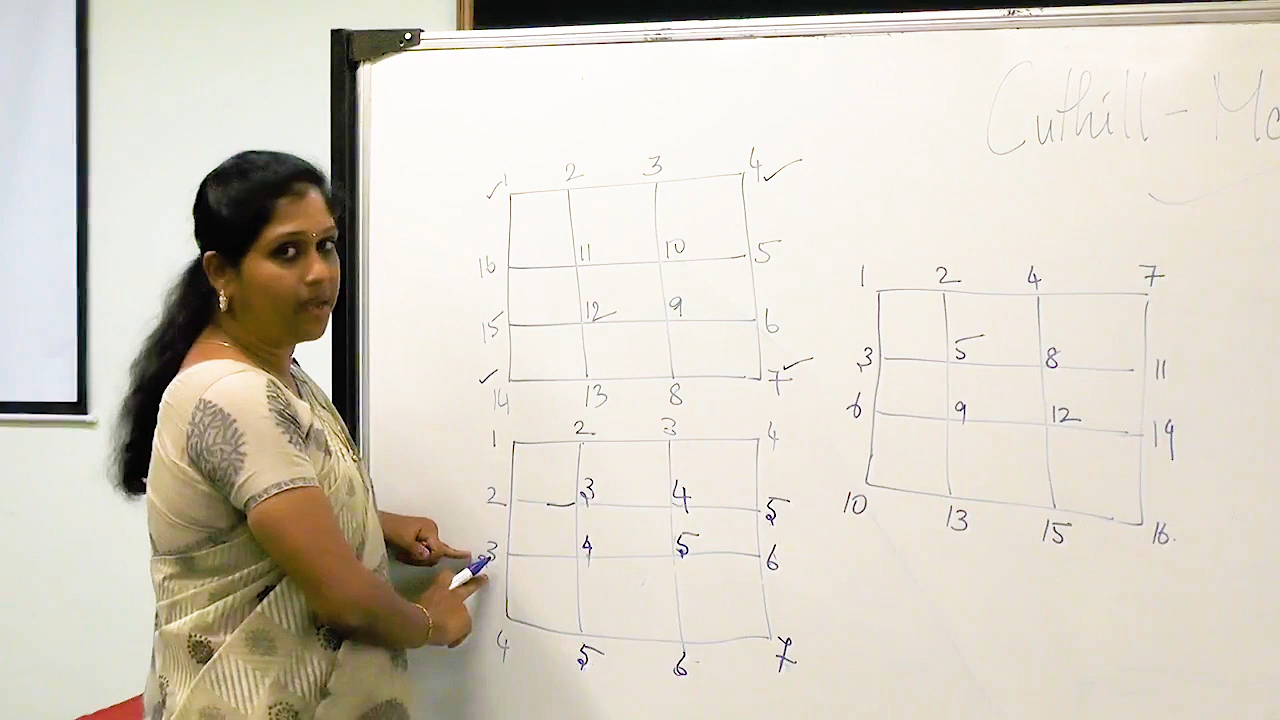 Cuthill - Mc
1 2 3 4
16 11 10 5
15 12 9 6
14 13 8 7
1 2 3 4
2 3 4 5
3 4 5 6
4 5 6 7
1 2 4 7
3 5 8 11
6 9 12 14
10 13 15 16.